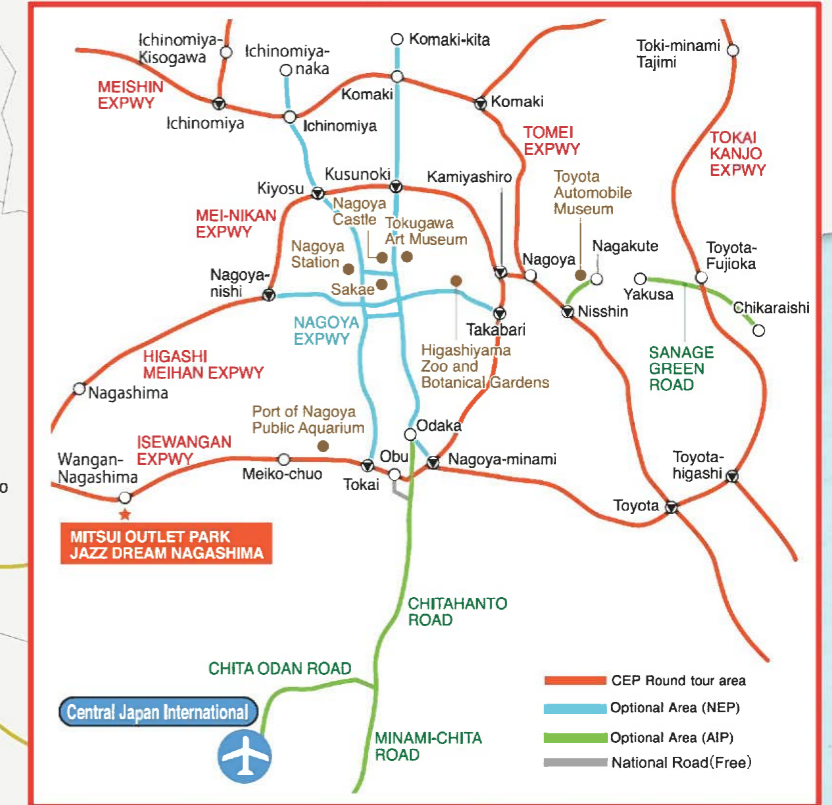 Ichinomiya-
Kisogawa
Ichinomiya-
naka
Komaki-kita
Toki-minami
Tajimi
MEISHIN
EXPWY
Komaki
Komaki
Ichinomiya
Ichinomiya
TOMEI
EXPWY
TOKAI
KANJO
EXPWY
Kusunoki
Kamiyashiro
Toyota
Automobile
Museum
Kiyosu
Nagoya
Castle
Tokugawa
Art Museum
MEI-NIKAN
EXPWY
Nagoya
Station
Nagoya
Nagakute
Toyota-
Fujioka
Nagoya-
nishi
Sakae
Yakusa
Chikaraishi
NAGOYA
EXPWY
Takabari
Nisshin
HIGASHI
MEIHAN EXPWY
Higashiyama
Zoo and
Botanical Gardens
SANAGE
GREEN
ROAD
Nagashima
Port of Nagoya
Public Aquarium
ISEWANGAN
EXPWY
Odaka
Wangan-
Nagashima
Meiko-chuo
Obu
Tokai
Nagoya-minami
Toyota-
higashi
Toyota
o
MITSUI OUTLET PARK
JAZZ DREAM NAGASHIMA
CHITAHANTO
ROAD
CHITA ODAN ROAD
Central Japan International
MINAMI-CHITA
ROAD
CEP Round tour area
Optional Area (NEP)
Optional Area (AIP)
National Road(Free)